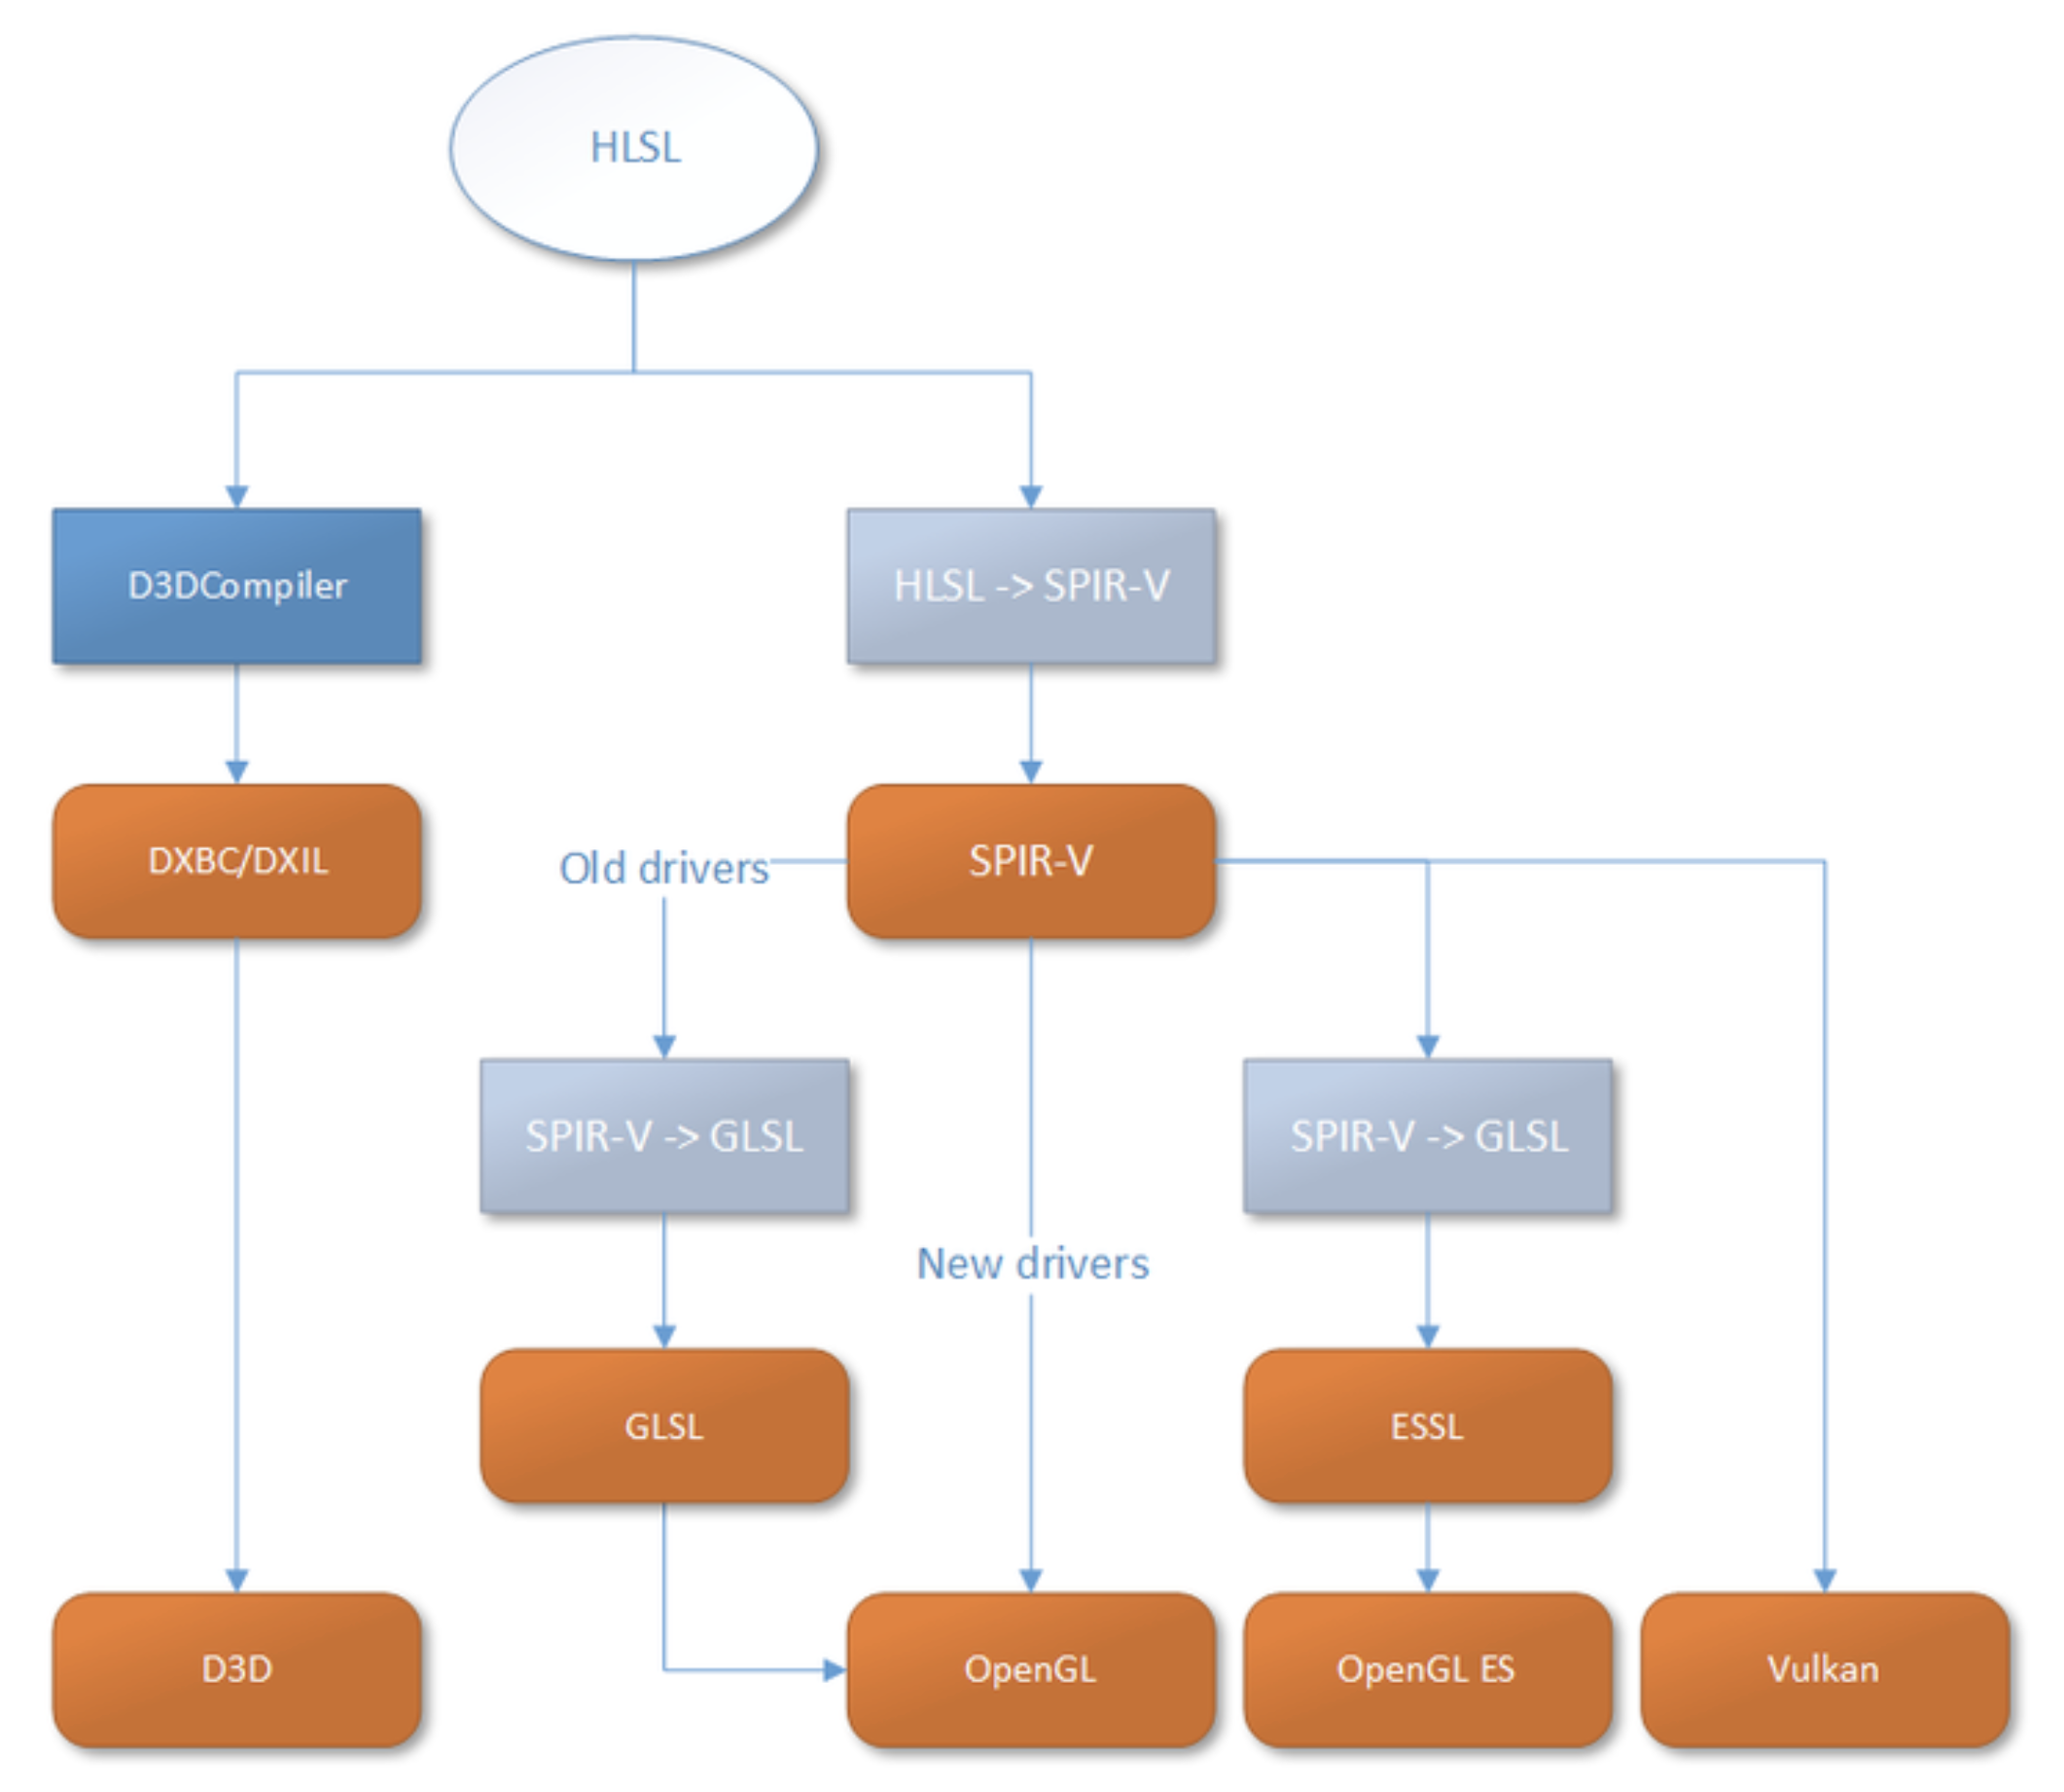 HLSL
D3DCompiler
HLSL -> SPIR-V
DXBC/DXIL
Old drivers
SPIR-V
SPIR-V -> GLSL
SPIR-V -> GLSL
New drivers
GLSL
ESSL
D3D
OpenGL
OpenGL ES
Vulkan